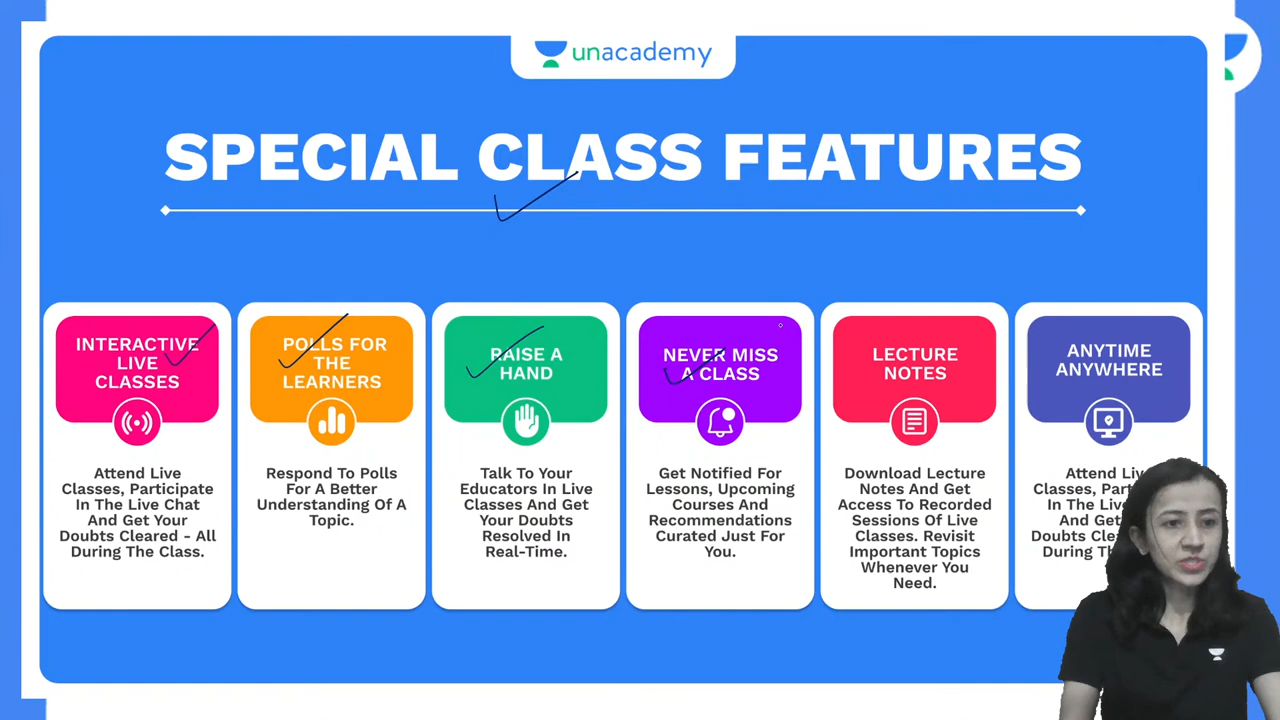 unacademy
SPECIAL CLASS FEATURES
INTERACTIVE
LIVE
CLASSES
Attend Live
Classes, Participate
In The Live Chat
And Get Your
Doubts Cleared - All
During The Class.
POLLS FOR
THE
LEARNERS
Respond To Polls
For A Better
Understanding Of A
Topic.
RAISE A
HAND
Talk To Your
Educators In Live
Classes And Get
Your Doubts
Resolved In
Real-Time.
NEVER MISS
A CLASS
Get Notified For
Lessons, Upcoming
Courses And
Recommendations
Curated Just For
You.
LECTURE
NOTES
Download Lecture
Notes And Get
Access To Recorded
Sessions Of Live
Classes. Revisit
Important Topics
Whenever You
Need.
ANYTIME
ANYWHERE
Attend
Classes,
In The
And Get
Doubts
During